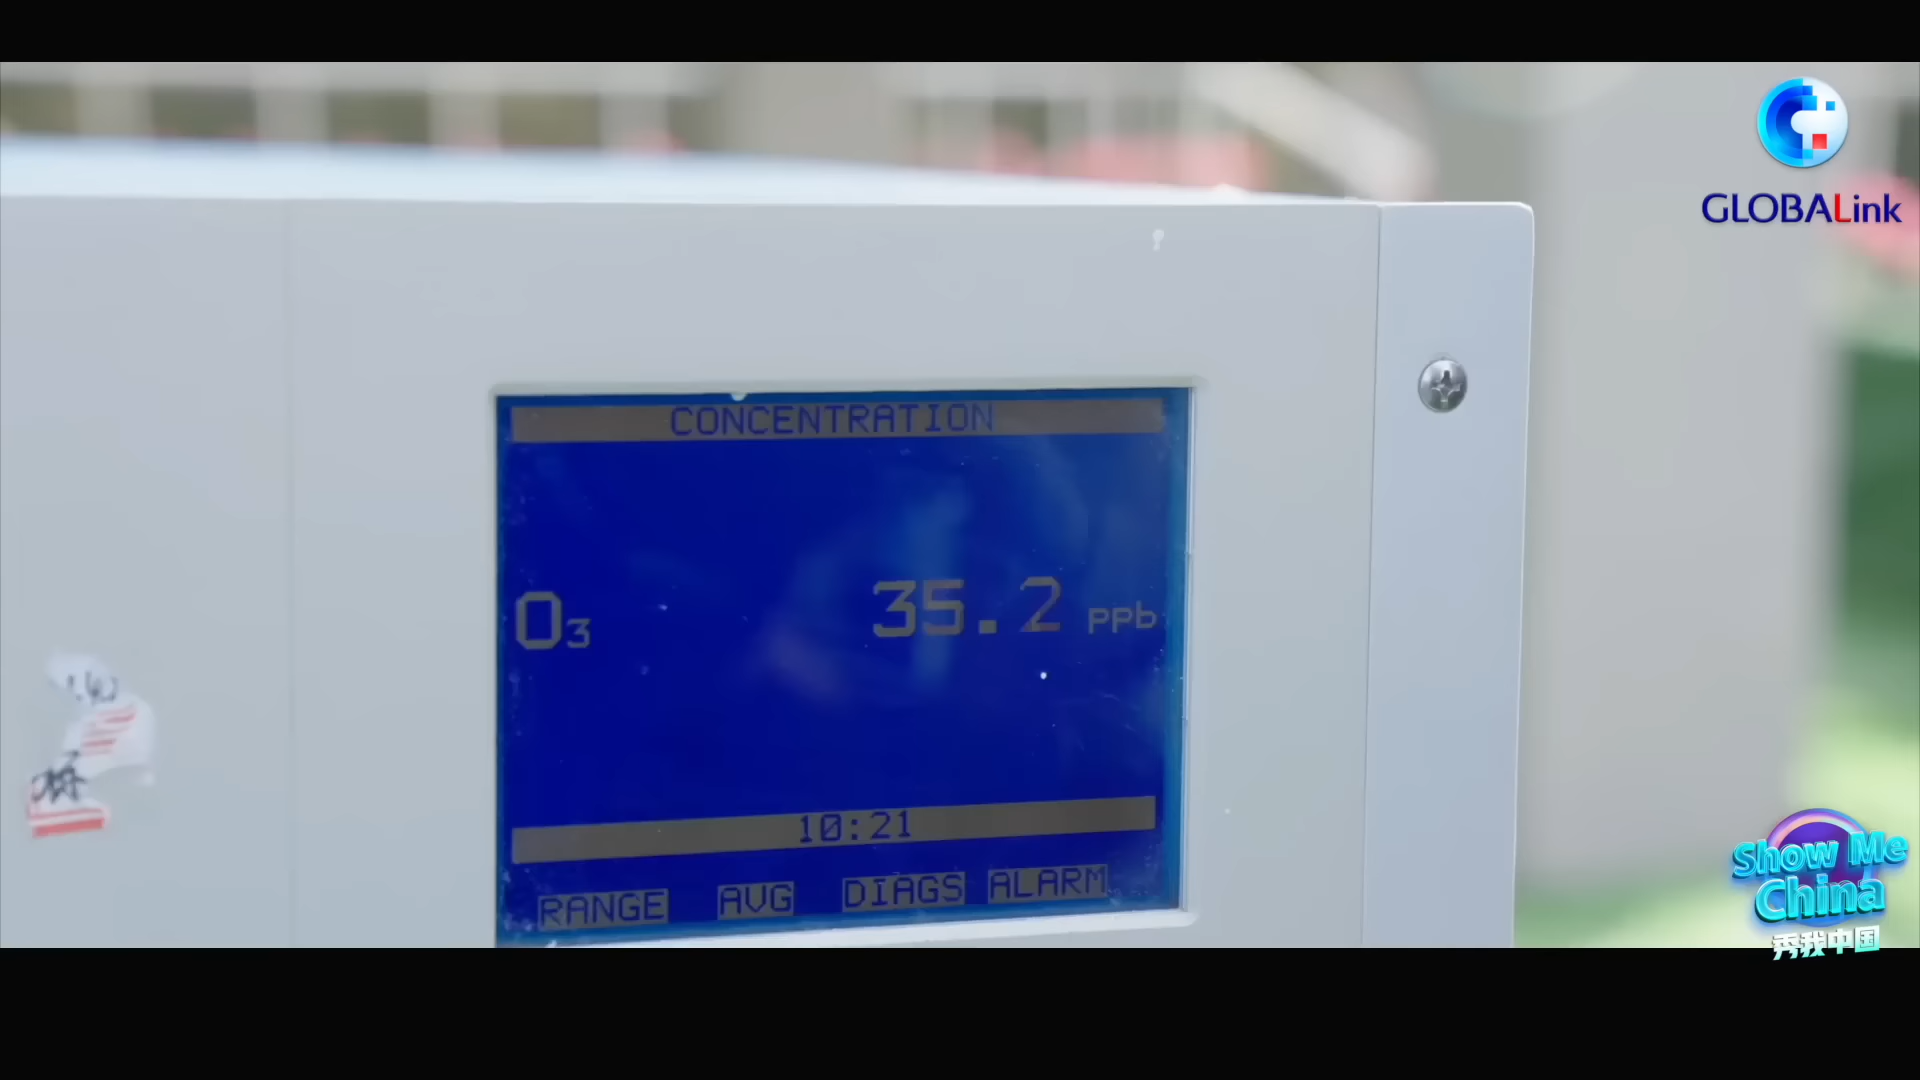 GLOBALink
CONCENTRATION
O₃ 35.2 ppb
10:21
RANGE AVG DIAGS ALARM
Show Me
China
秀我中国